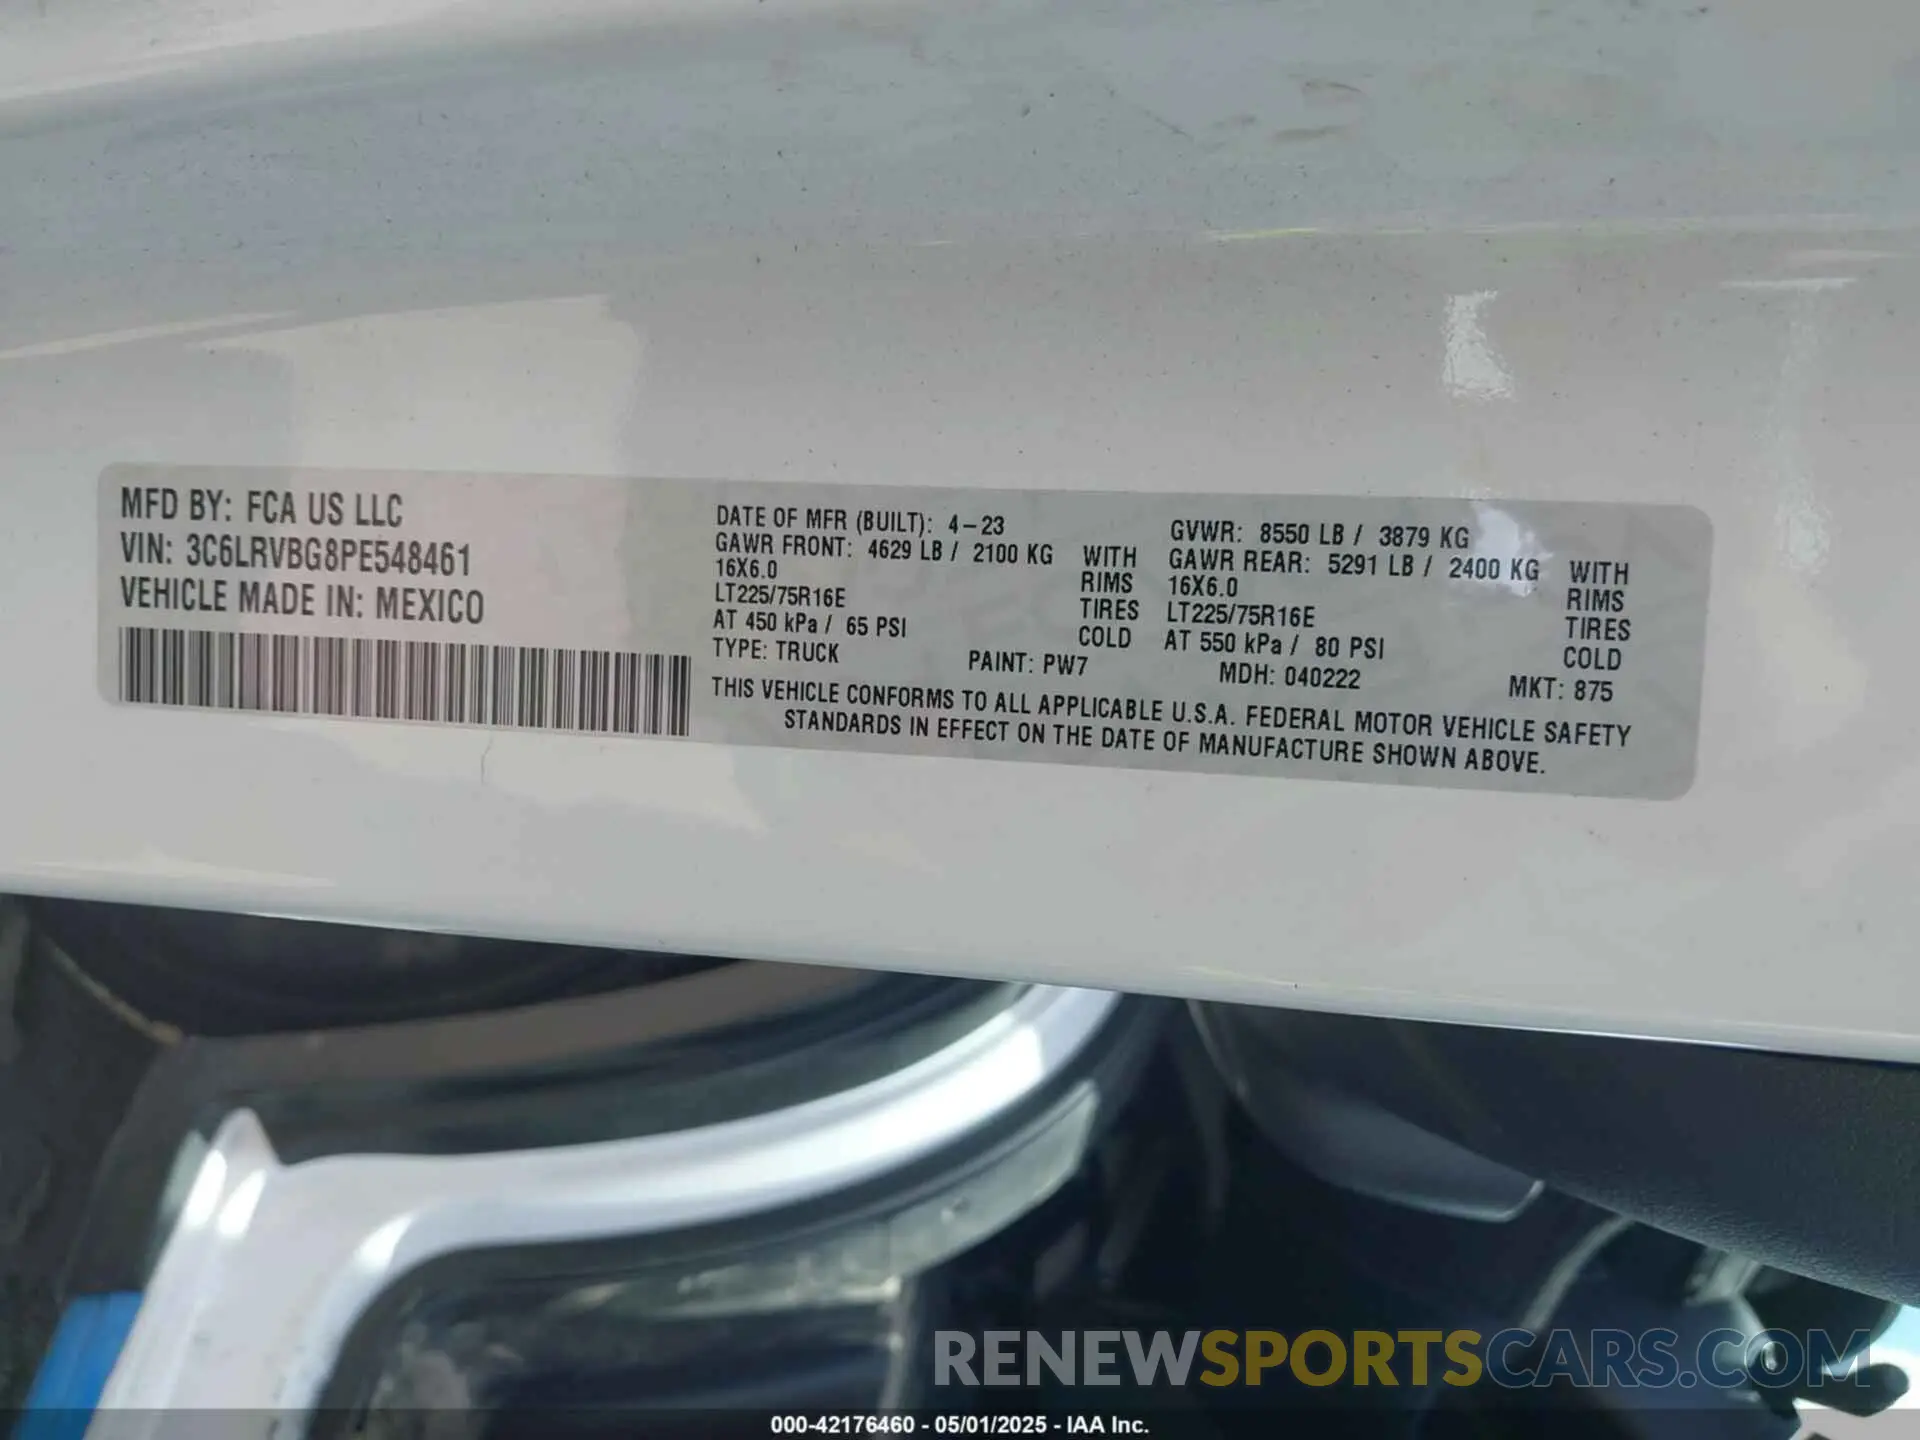 MFD BY: FCA US LLC
VIN: 3C6LRVBG8PE548461
VEHICLE MADE IN: MEXICO
DATE OF MFR (BUILT): 4-23
GVWR: 8550 LB / 3879 KG
GAWR FRONT: 4629 LB / 2100 KG WITH
16X6.0 RIMS
LT225/75R16E TIRES
AT 450 kPa / 65 PSI COLD
GAWR REAR: 5291 LB / 2400 KG WITH
16X6.0 RIMS
LT225/75R16E TIRES
AT 550 kPa / 80 PSI COLD
TYPE: TRUCK PAINT: PW7 MDH: 040222 MKT: 875
THIS VEHICLE CONFORMS TO ALL APPLICABLE U.S.A. FEDERAL MOTOR VEHICLE SAFETY
STANDARDS IN EFFECT ON THE DATE OF MANUFACTURE SHOWN ABOVE.
RENEWSPORTSCARS.COM
000-42176460 - 05/01/2025 - IAA Inc.